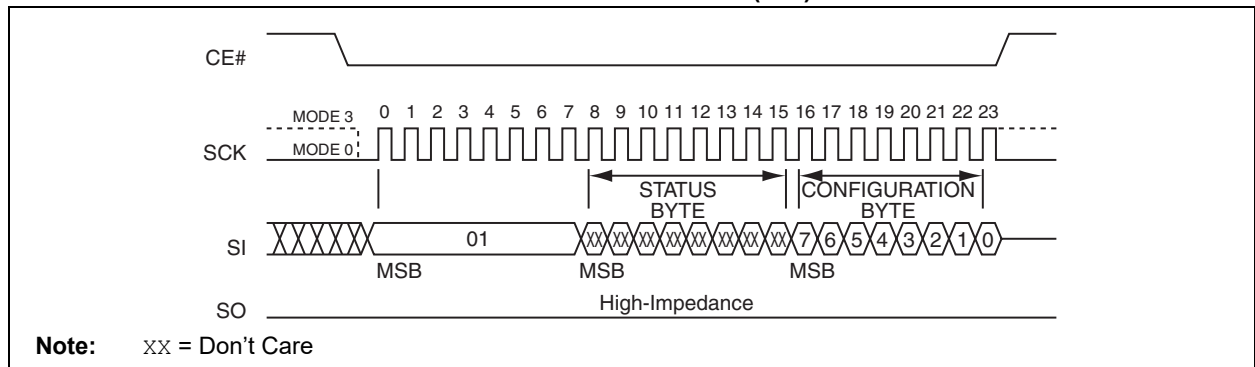 CE#
MODE 3
0 1 2 3 4 5 6 7 8 9 10 11 12 13 14 15 16 17 18 19 20 21 22 23
SCK
MODE 0
STATUS BYTE
CONFIGURATION BYTE
SI
01
XX XX XX XX XX XX XX XX
7 6 5 4 3 2 1 0
MSB MSB MSB
SO
High-Impedance
Note: XX = Don't Care